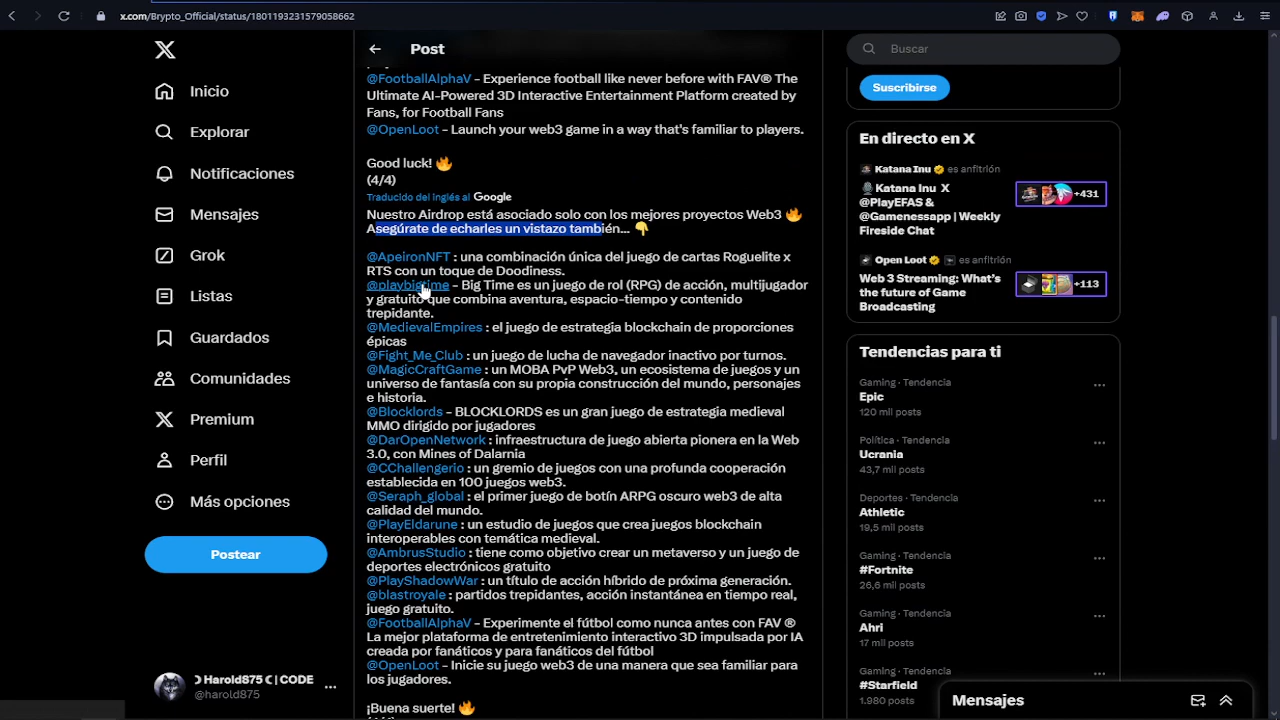 x.com/Brypto_Official/status/1801193231579058662
Inicio
Explorar
Notificaciones
Mensajes
Grok
Listas
Guardados
Comunidades
Premium
Perfil
Más opciones
Postear
Harold875 | CODE
@harold875
Post
@FootballAlphaV – Experience football like never before with FAV® The
Ultimate AI-Powered 3D Interactive Entertainment Platform created by
Fans, for Football Fans
@OpenLoot – Launch your web3 game in a way that's familiar to players.
Good luck! 🔥
(4/4)
Traducido del inglés al Google
Nuestro Airdrop está asociado solo con los mejores proyectos Web3 🔥
Asegúrate de echarles un vistazo también... 👇
@ApeironNFT : una combinación única del juego de cartas Roguelite x
RTS con un toque de Doodiness.
@playbigtime – Big Time es un juego de rol (RPG) de acción, multijugador
y gratuito que combina aventura, espacio-tiempo y contenido
trepidante.
@MedievalEmpires : el juego de estrategia blockchain de proporciones
épicas
@Fight_Me_Club : un juego de lucha de navegador inactivo por turnos.
@MagicCraftGame : un MOBA PvP Web3, un ecosistema de juegos y un
universo de fantasía con su propia construcción del mundo, personajes
e historia.
@Blocklords – BLOCKLORDS es un gran juego de estrategia medieval
MMO dirigido por jugadores
@DarOpenNetwork : infraestructura de juego abierta pionera en la Web
3.0, con Mines of Dalarnia
@CChallengerio : un gremio de juegos con una profunda cooperación
establecida en 100 juegos web3.
@Seraph_global : el primer juego de botín ARPG oscuro web3 de alta
calidad del mundo.
@PlayEldarune : un estudio de juegos que crea juegos blockchain
interoperables con temática medieval.
@AmbrusStudio : tiene como objetivo crear un metaverso y un juego de
deportes electrónicos gratuito
@PlayShadowWar : un título de acción híbrido de próxima generación.
@blastroyale : partidos trepidantes, acción instantánea en tiempo real,
juego gratuito.
@FootballAlphaV – Experimente el fútbol como nunca antes con FAV ®
La mejor plataforma de entretenimiento interactivo 3D impulsada por IA
creada por fanáticos y para fanáticos del fútbol
@OpenLoot – Inicie su juego web3 de una manera que sea familiar para
los jugadores.
¡Buena suerte! 🔥
Buscar
Suscribirse
En directo en X
Katana Inu es anfitrión
Katana Inu X
@PlayEFAS &
@Gamenessapp | Weekly
Fireside Chat
+431
Open Loot es anfitrión
Web 3 Streaming: What's
the future of Game
Broadcasting
+113
Tendencias para ti
Gaming · Tendencia
Epic
120 mil posts
Política · Tendencia
Ucrania
43,7 mil posts
Deportes · Tendencia
Athletic
19,5 mil posts
Gaming · Tendencia
#Fortnite
26,6 mil posts
Gaming · Tendencia
Ahri
17 mil posts
Gaming · Tendencia
#Starfield
1.980 posts
Mensajes